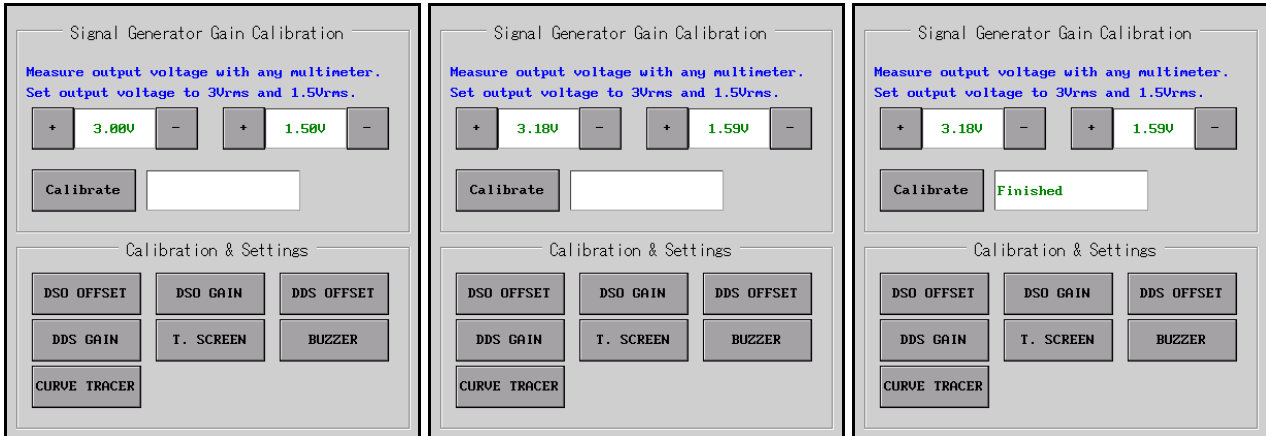 Signal Generator Gain Calibration
Measure output voltage with any multimeter.
Set output voltage to 3Vrms and 1.5Vrms.
+ 3.00V - + 1.50V -
Calibrate
Calibration & Settings
DSO OFFSET DSO GAIN DDS OFFSET
DDS GAIN T. SCREEN BUZZER
CURVE TRACER
Signal Generator Gain Calibration
Measure output voltage with any multimeter.
Set output voltage to 3Vrms and 1.5Vrms.
+ 3.18V - + 1.59V -
Calibrate
Calibration & Settings
DSO OFFSET DSO GAIN DDS OFFSET
DDS GAIN T. SCREEN BUZZER
CURVE TRACER
Signal Generator Gain Calibration
Measure output voltage with any multimeter.
Set output voltage to 3Vrms and 1.5Vrms.
+ 3.18V - + 1.59V -
Calibrate Finished
Calibration & Settings
DSO OFFSET DSO GAIN DDS OFFSET
DDS GAIN T. SCREEN BUZZER
CURVE TRACER